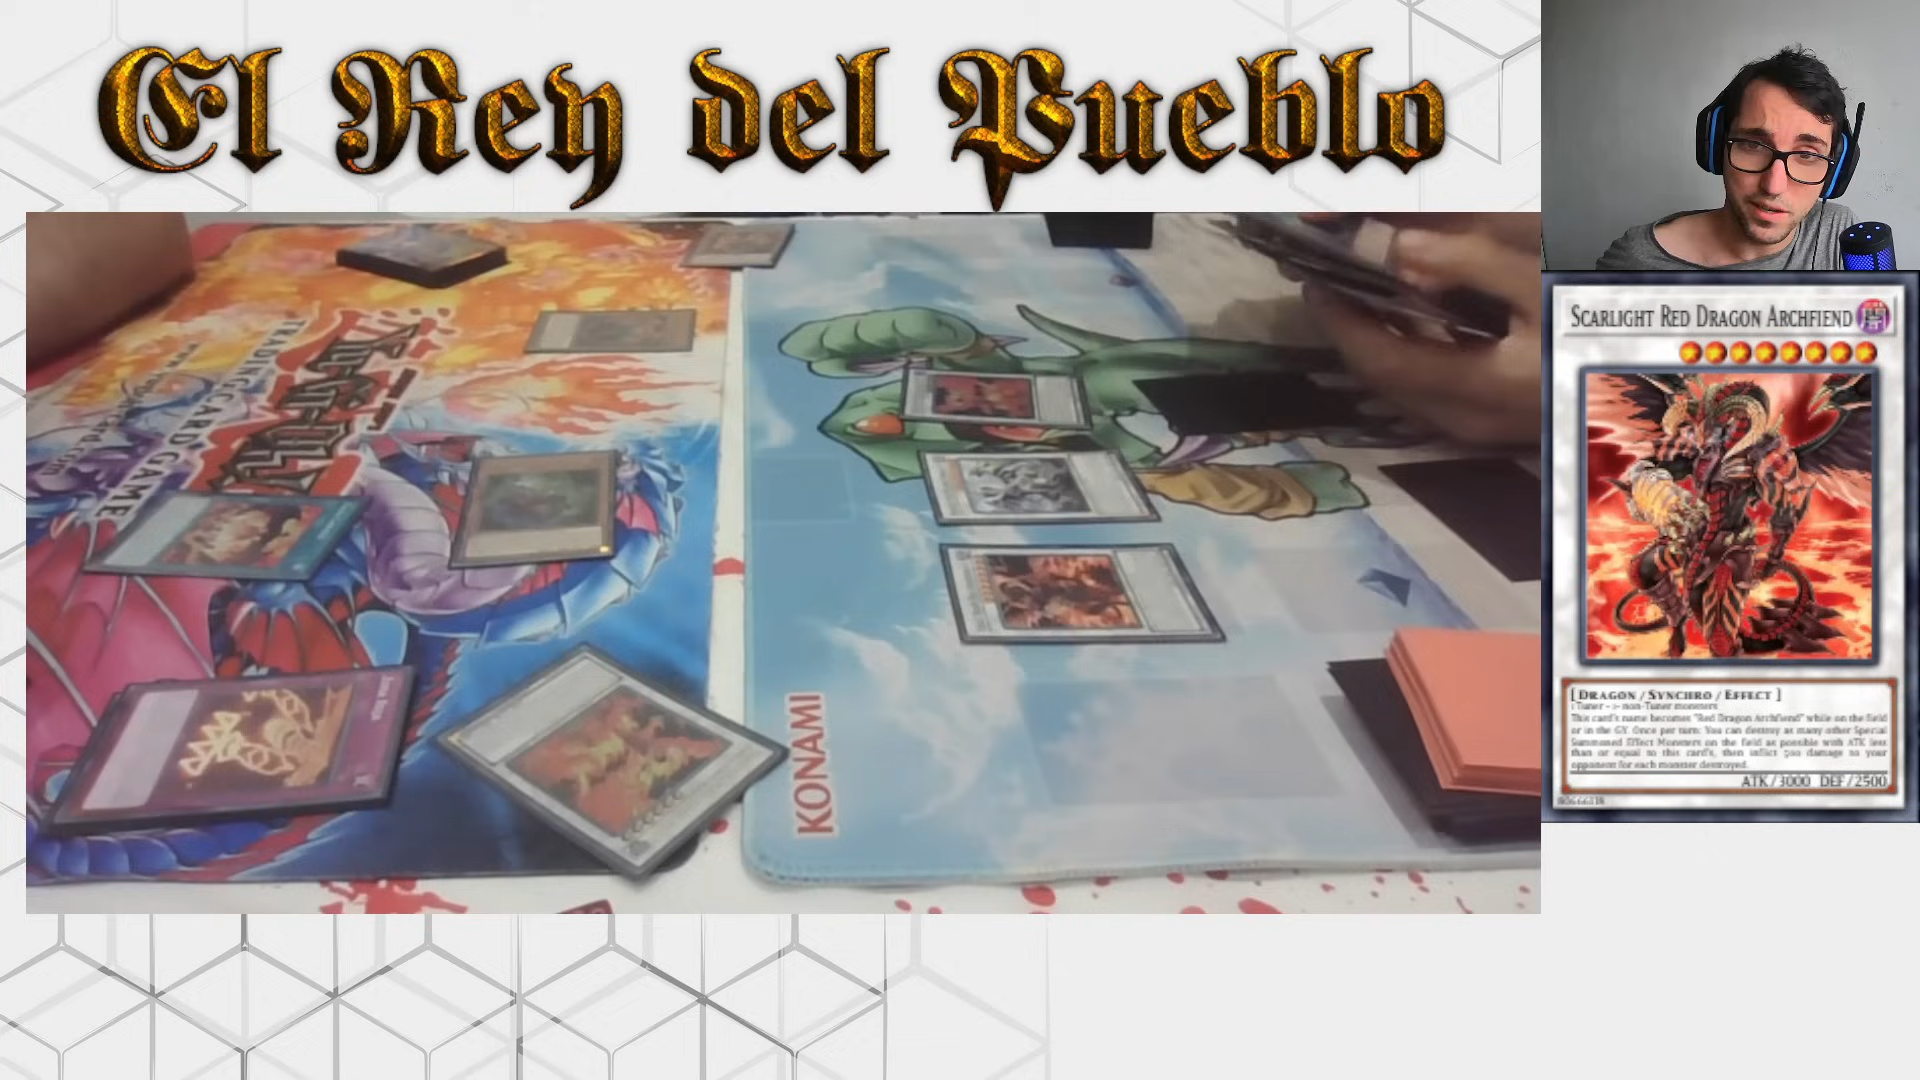 El Rey del Pueblo
YU-GI-OH!
TRADING CARD GAME
KONAMI
SCARLIGHT RED DRAGON ARCHFIEND
[ DRAGON / SYNCHRO / EFFECT ]
1 Tuner + 1+ non-Tuner monsters
This card's name becomes "Red Dragon Archfiend" while on the field
or in the GY. Once per turn: You can destroy as many other Special
Summoned Effect Monsters on the field as possible with ATK less
than or equal to this card's, then inflict 500 damage to your
opponent for each monster destroyed.
ATK/3000 DEF/2500